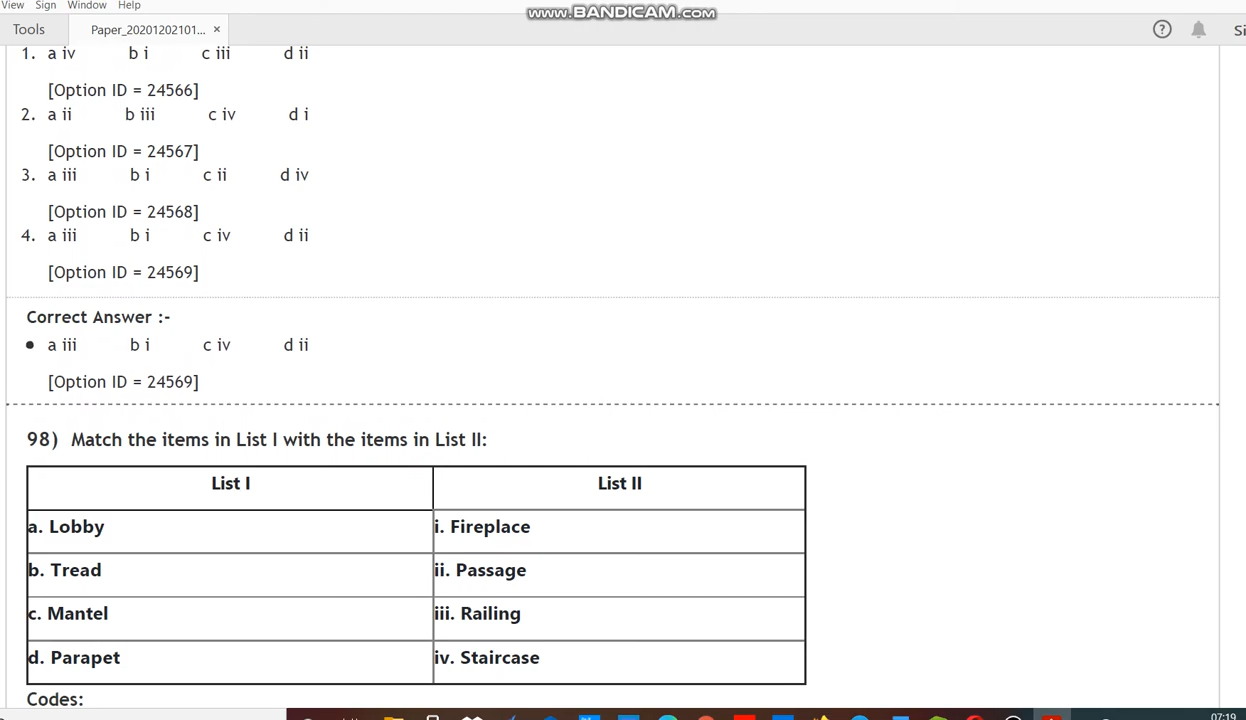 View Sign Window Help
www.BANDICAM.com
Tools Paper_20201202101... × ? Si
1. a iv b i c iii d ii
[Option ID = 24566]
2. a ii b iii c iv d i
[Option ID = 24567]
3. a iii b i c ii d iv
[Option ID = 24568]
4. a iii b i c iv d ii
[Option ID = 24569]
Correct Answer :-
• a iii b i c iv d ii
[Option ID = 24569]
98) Match the items in List I with the items in List II:
List I List II
a. Lobby i. Fireplace
b. Tread ii. Passage
c. Mantel iii. Railing
d. Parapet iv. Staircase
Codes:
07:19